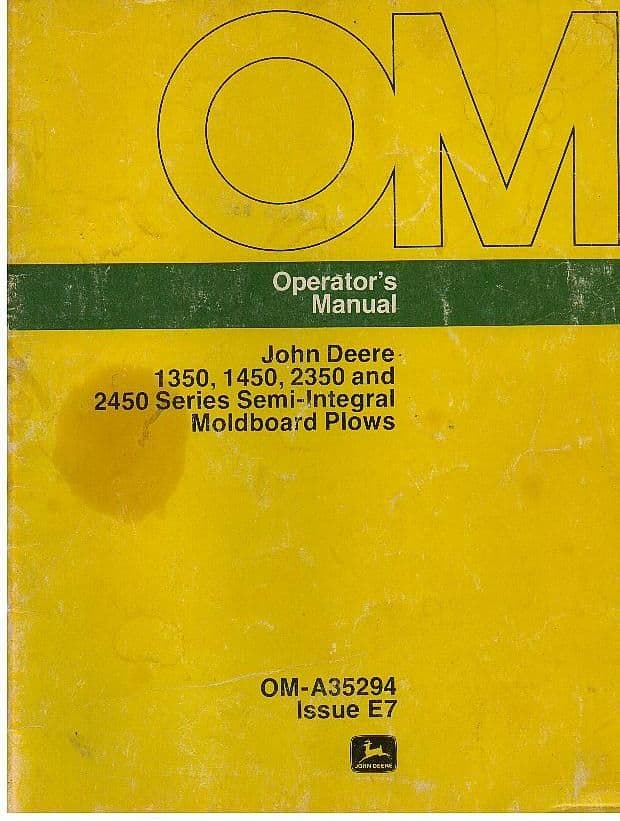 OM
Operator's
Manual
John Deere
1350, 1450, 2350 and
2450 Series Semi-Integral
Moldboard Plows
OM-A35294
Issue E7
JOHN DEERE